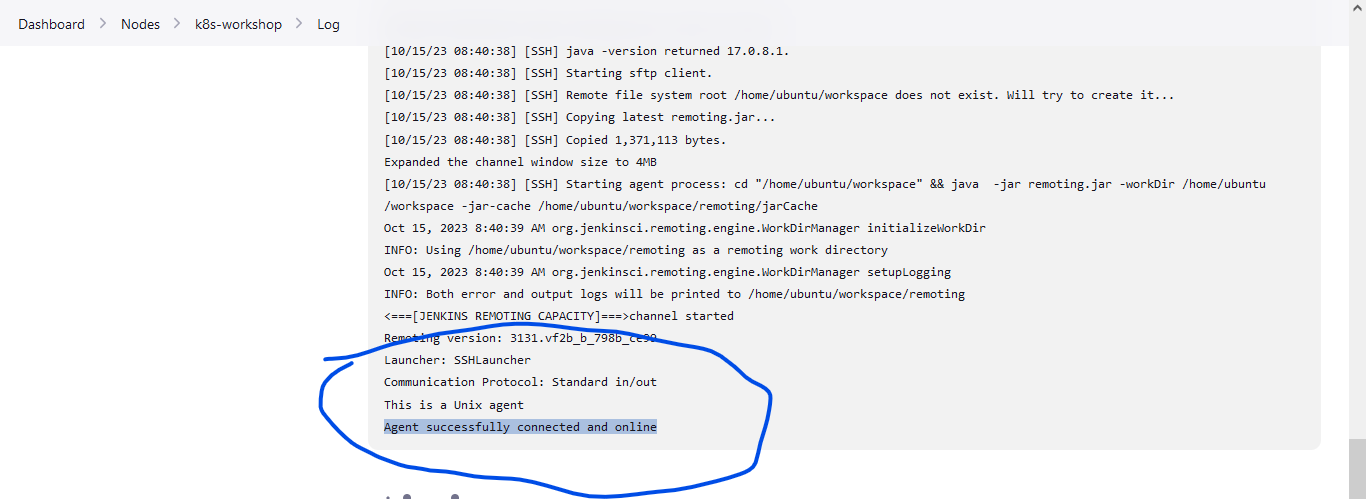 Dashboard > Nodes > k8s-workshop > Log
[10/15/23 08:40:38] [SSH] java -version returned 17.0.8.1.
[10/15/23 08:40:38] [SSH] Starting sftp client.
[10/15/23 08:40:38] [SSH] Remote file system root /home/ubuntu/workspace does not exist. Will try to create it...
[10/15/23 08:40:38] [SSH] Copying latest remoting.jar...
[10/15/23 08:40:38] [SSH] Copied 1,371,113 bytes.
Expanded the channel window size to 4MB
[10/15/23 08:40:38] [SSH] Starting agent process: cd "/home/ubuntu/workspace" && java  -jar remoting.jar -workDir /home/ubuntu
/workspace -jar-cache /home/ubuntu/workspace/remoting/jarCache
Oct 15, 2023 8:40:39 AM org.jenkinsci.remoting.engine.WorkDirManager initializeWorkDir
INFO: Using /home/ubuntu/workspace/remoting as a remoting work directory
Oct 15, 2023 8:40:39 AM org.jenkinsci.remoting.engine.WorkDirManager setupLogging
INFO: Both error and output logs will be printed to /home/ubuntu/workspace/remoting
<===[JENKINS REMOTING CAPACITY]===>channel started
Remoting version: 3131.vf2b_b_798b_ce99
Launcher: SSHLauncher
Communication Protocol: Standard in/out
This is a Unix agent
Agent successfully connected and online